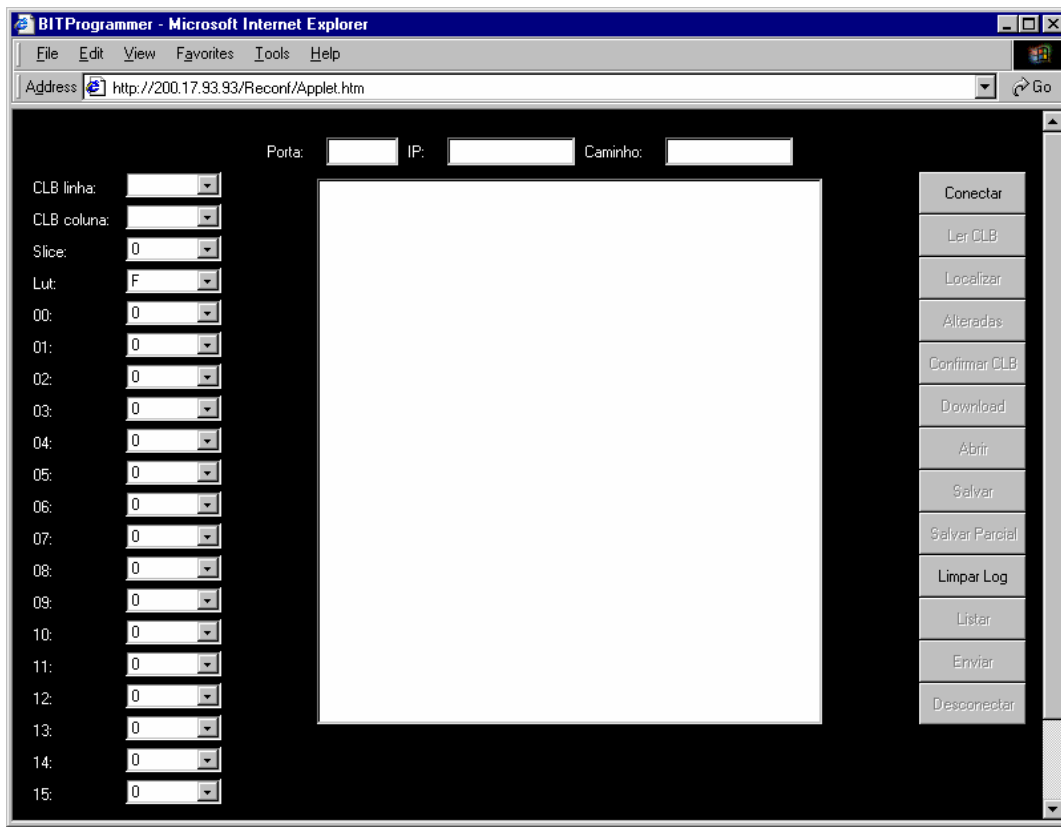 BITProgrammer - Microsoft Internet Explorer
File Edit View Favorites Tools Help
Address http://200.17.93.93/Reconf/Applet.htm Go
Porta: IP: Caminho:
CLB linha:
CLB coluna:
Slice: 0
Lut: F
00: 0
01: 0
02: 0
03: 0
04: 0
05: 0
06: 0
07: 0
08: 0
09: 0
10: 0
11: 0
12: 0
13: 0
14: 0
15: 0
Conectar
Ler CLB
Localizar
Alteradas
Confirmar CLB
Download
Abrir
Salvar
Salvar Parcial
Limpar Log
Listar
Enviar
Desconectar